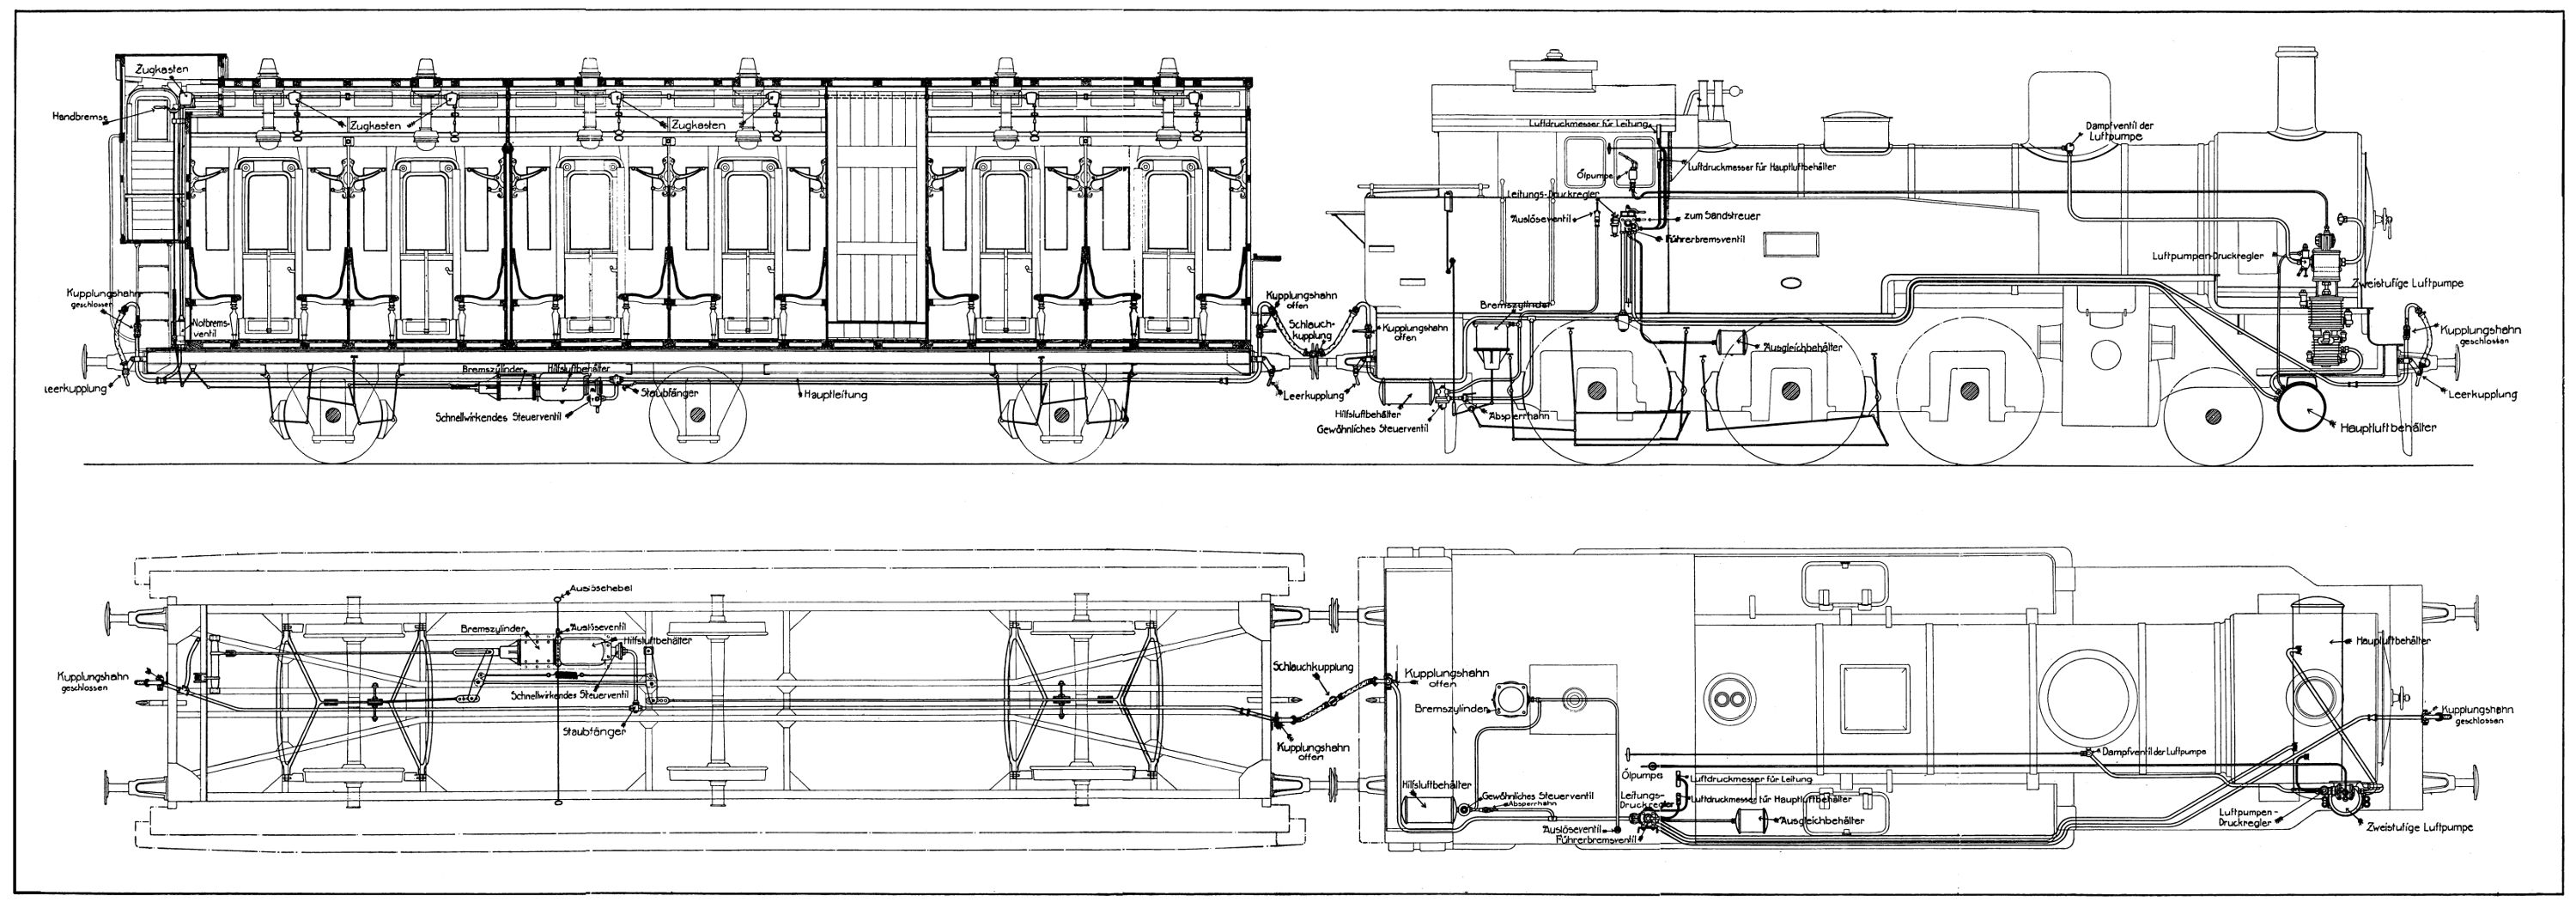 Zugkasten
Handbremse
Zugkasten
Zugkasten
Kupplungshahn
geschlossen
Notbrems-
ventil
Leerkupplung
Bremszylinder
Hilfsluftbehälter
Staubfänger
Schnellwirkendes Steuerventil
Hauptleitung
Kupplungshahn
offen
Schlauch-
kupplung
Kupplungshahn
offen
Leerkupplung
Luftdruckmesser für Leitung
Luftdruckmesser für Hauptluftbehälter
Ölpumpe
Leitungs-Druckregler
Auslöseventil
zum Sandstreuer
Führerbremsventil
Dampfventil der
Luftpumpe
Luftpumpen-Druckregler
Zweistufige Luftpumpe
Bremszylinder
Ausgleichbehälter
Hilfsluftbehälter
Absperrhahn
Gewöhnliches Steuerventil
Kupplungshahn
geschlossen
Leerkupplung
Hauptluftbehälter
Auslösehebel
Bremszylinder
Auslöseventil
Hilfsluftbehälter
Kupplungshahn
geschlossen
Schnellwirkendes Steuerventil
Staubfänger
Schlauchkupplung
Kupplungshahn
offen
Kupplungshahn
offen
Bremszylinder
Hilfsluftbehälter
Gewöhnliches Steuerventil
Absperrhahn
Auslöseventil
Führerbremsventil
Ölpumpe
Leitungs-
Druckregler
Luftdruckmesser für Leitung
Luftdruckmesser für Hauptluftbehälter
Ausgleichbehälter
Dampfventil der Luftpumpe
Hauptluftbehälter
Kupplungshahn
geschlossen
Luftpumpen-
Druckregler
Zweistufige Luftpumpe